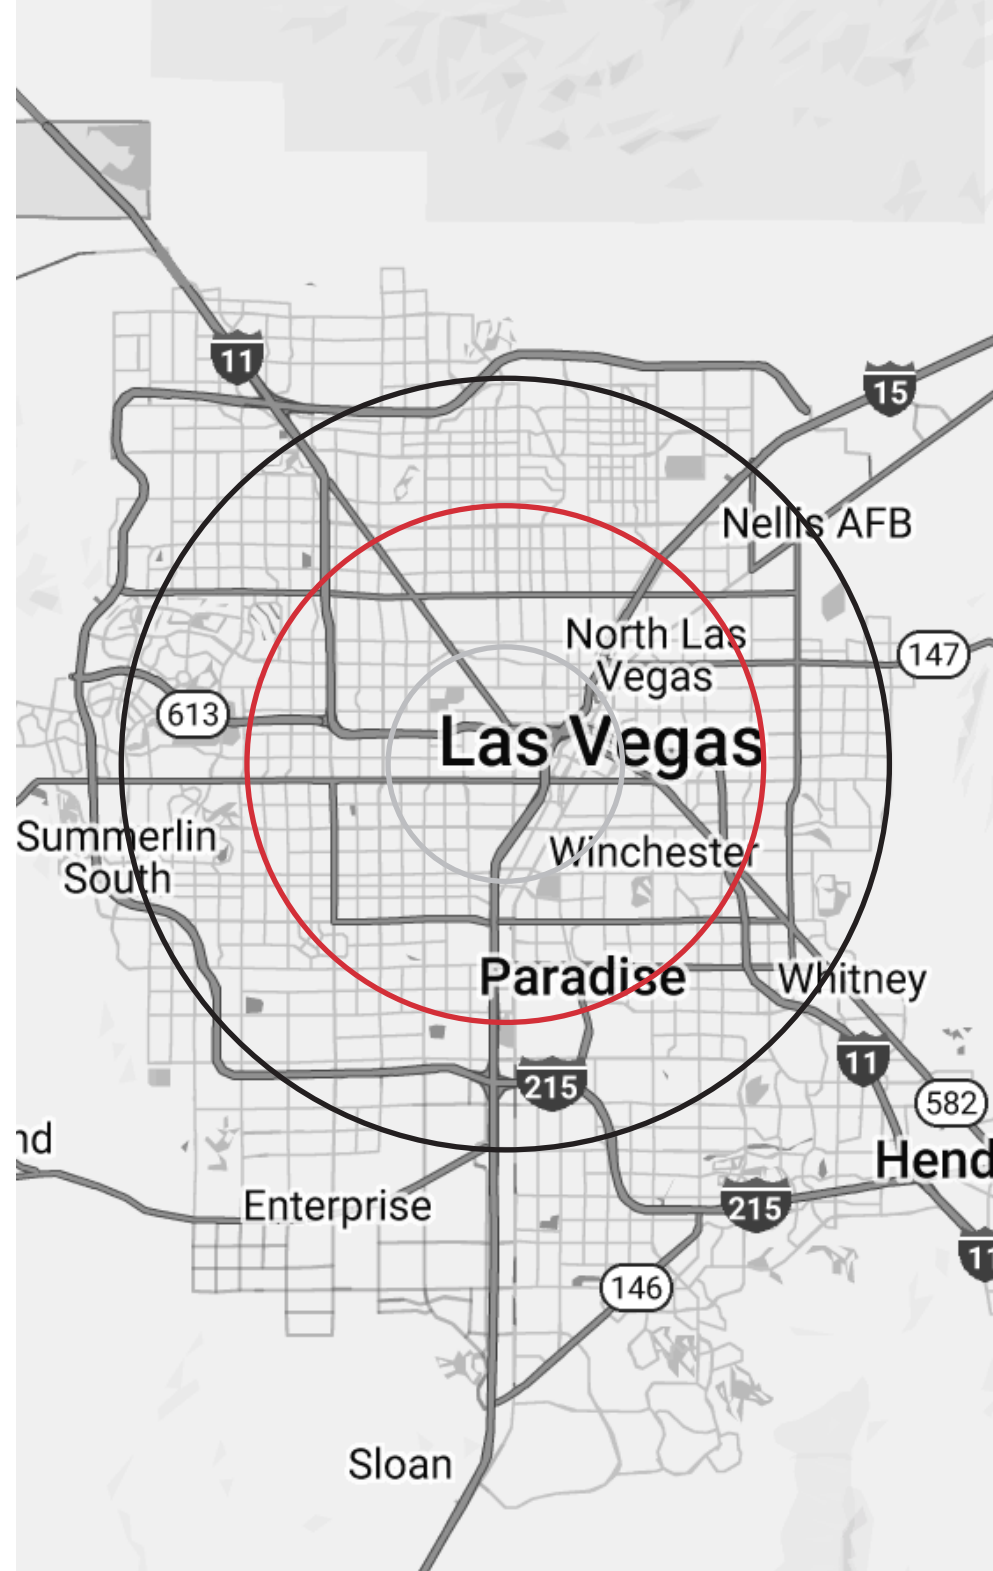 11
15
Nellis AFB
North Las
Vegas
147
613
Las Vegas
Summerlin
South
Winchester
Paradise
Whitney
11
215
582
nd
Hend
Enterprise
215
11
146
Sloan